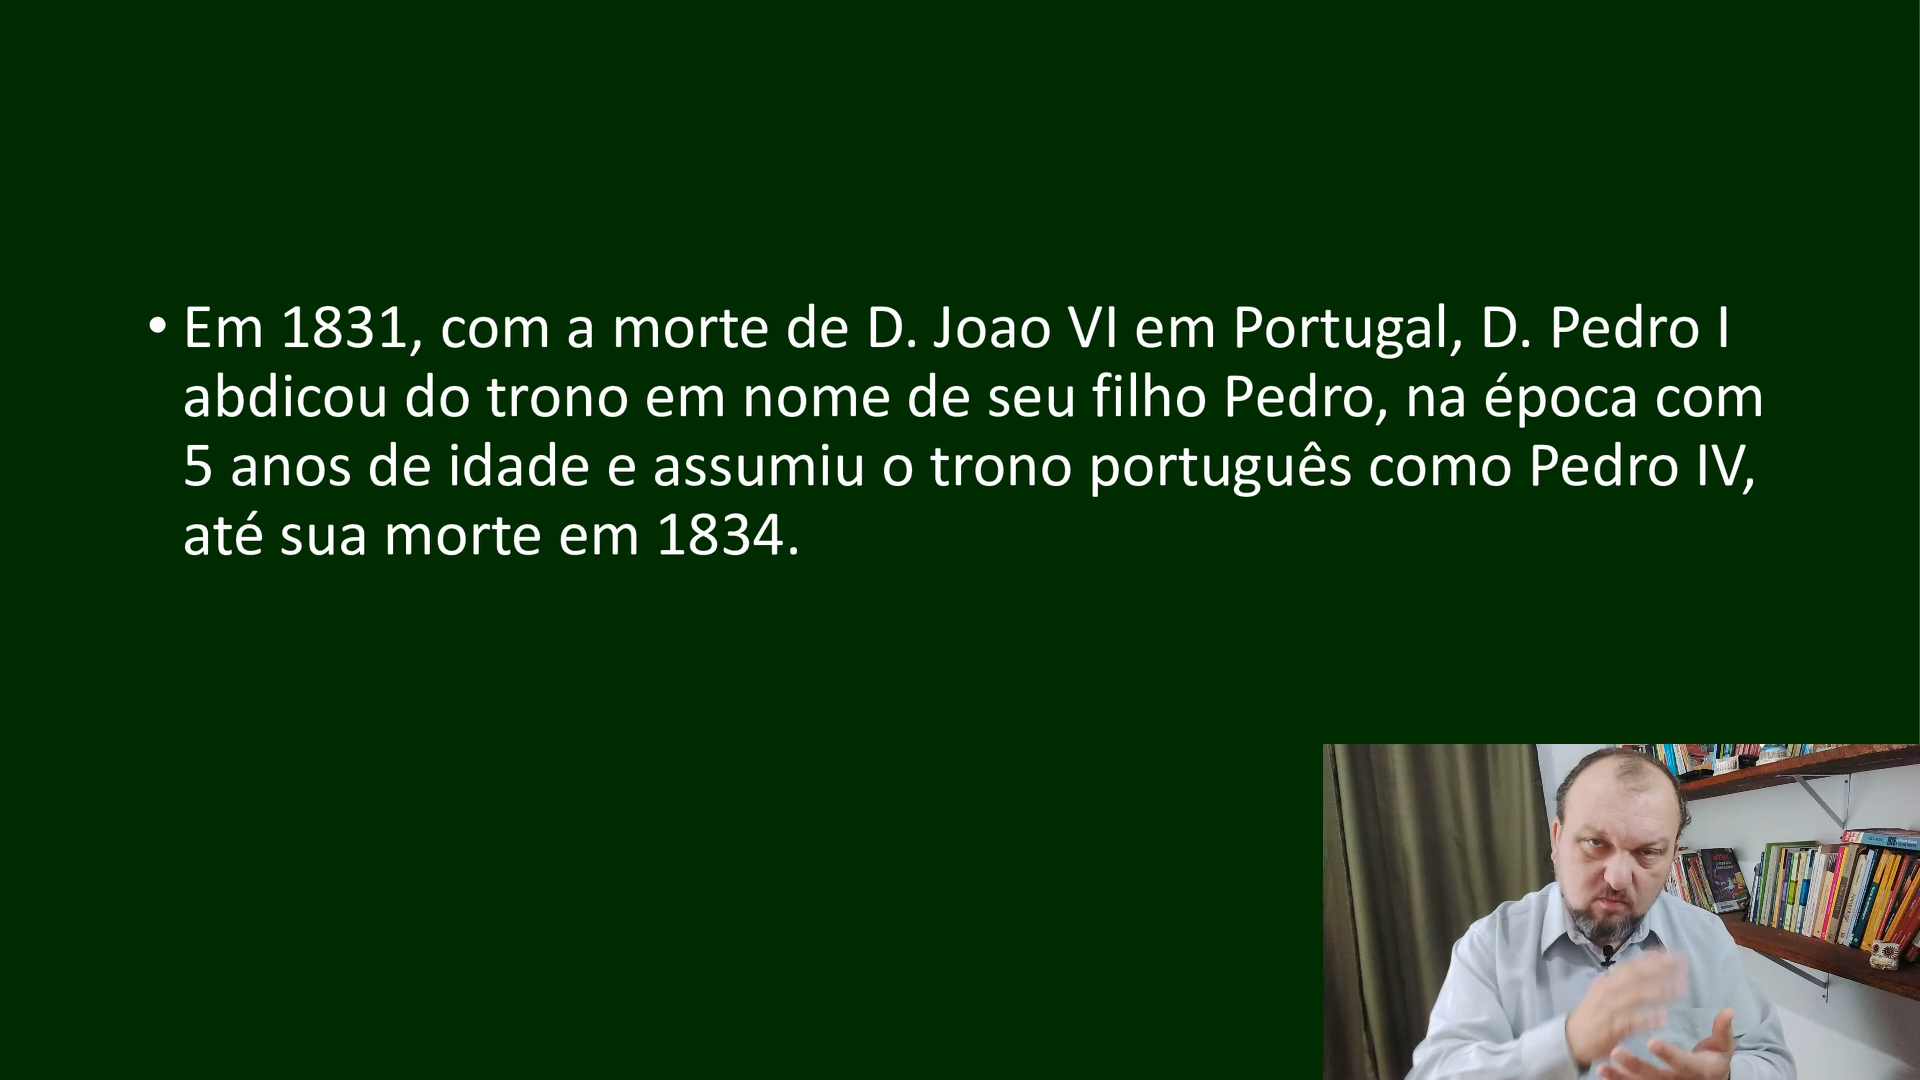 • Em 1831, com a morte de D. Joao VI em Portugal, D. Pedro I
abdicou do trono em nome de seu filho Pedro, na época com
5 anos de idade e assumiu o trono português como Pedro IV,
até sua morte em 1834.